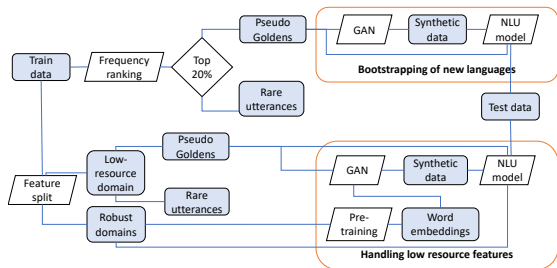 Pseudo
Goldens
GAN
Synthetic
data
NLU
model
Bootstrapping of new languages
Train
data
Frequency
ranking
Top
20%
Rare
utterances
Test data
Pseudo
Goldens
Low-
resource
domain
Feature
split
Rare
utterances
Robust
domains
GAN
Synthetic
data
NLU
model
Pre-
training
Word
embeddings
Handling low resource features